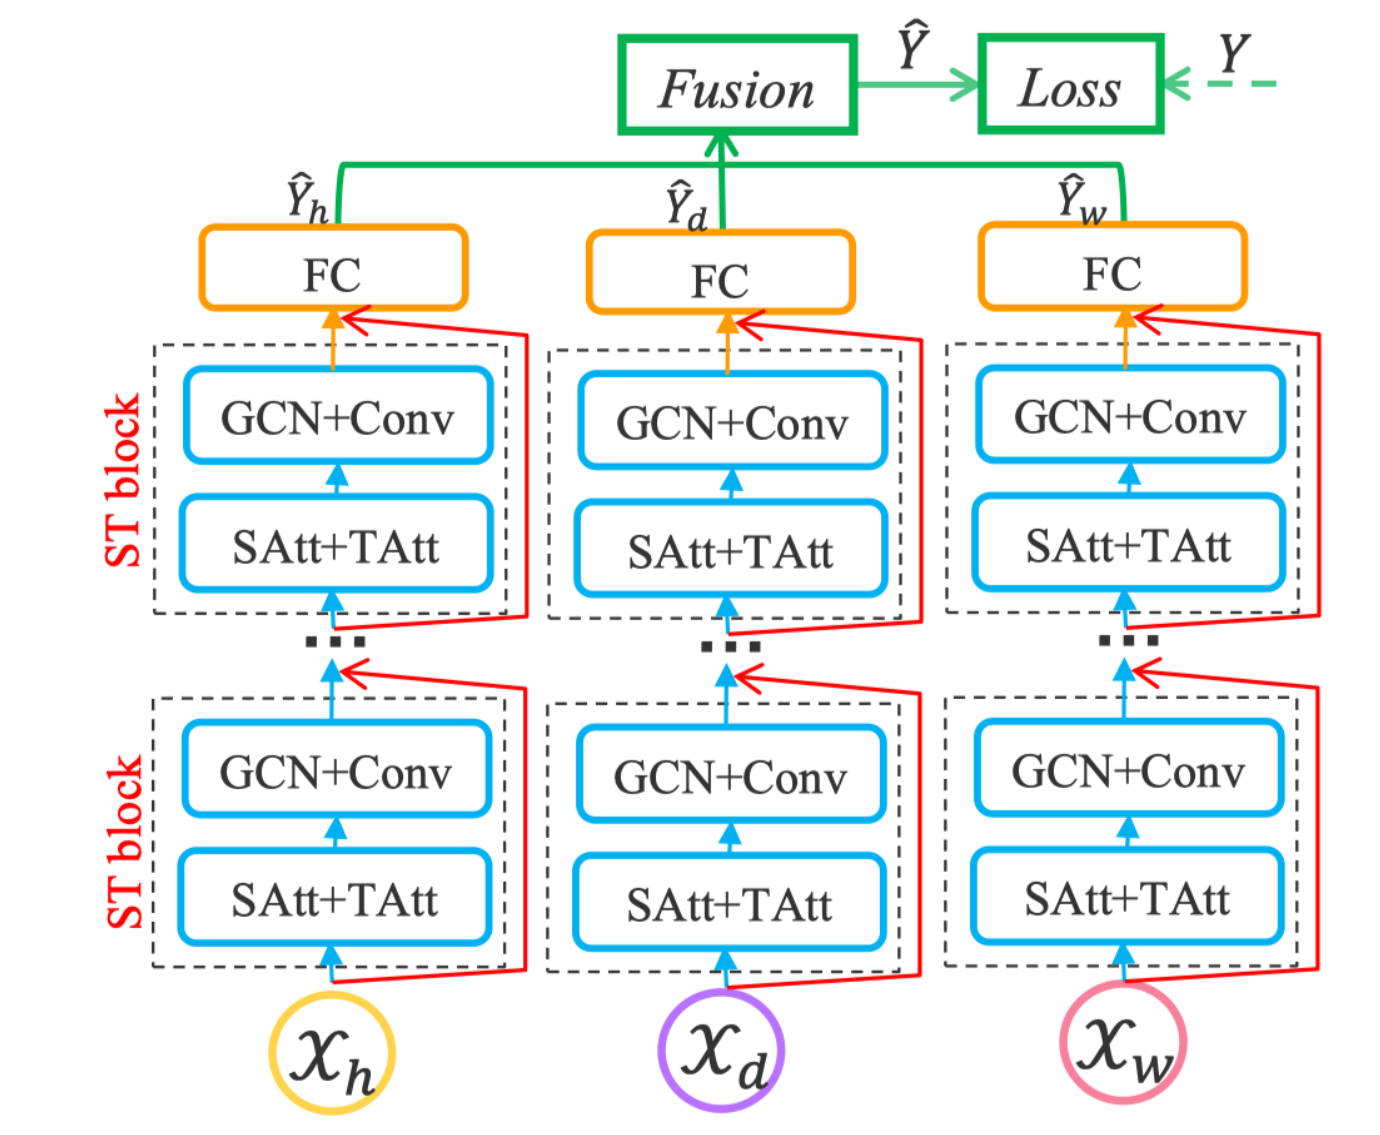 Fusion Ŷ Loss Y
Ŷh Ŷd Ŷw
FC FC FC
ST block
GCN+Conv GCN+Conv GCN+Conv
SAtt+TAtt SAtt+TAtt SAtt+TAtt
... ... ...
ST block
GCN+Conv GCN+Conv GCN+Conv
SAtt+TAtt SAtt+TAtt SAtt+TAtt
𝒳h 𝒳d 𝒳w